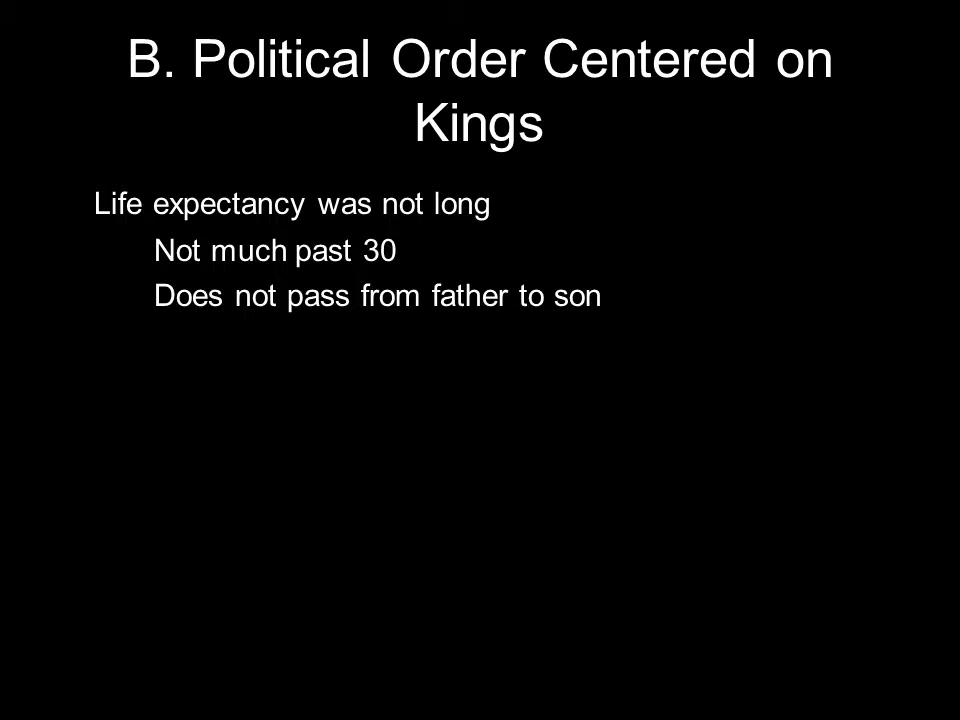 B. Political Order Centered on
Kings
Life expectancy was not long
Not much past 30
Does not pass from father to son